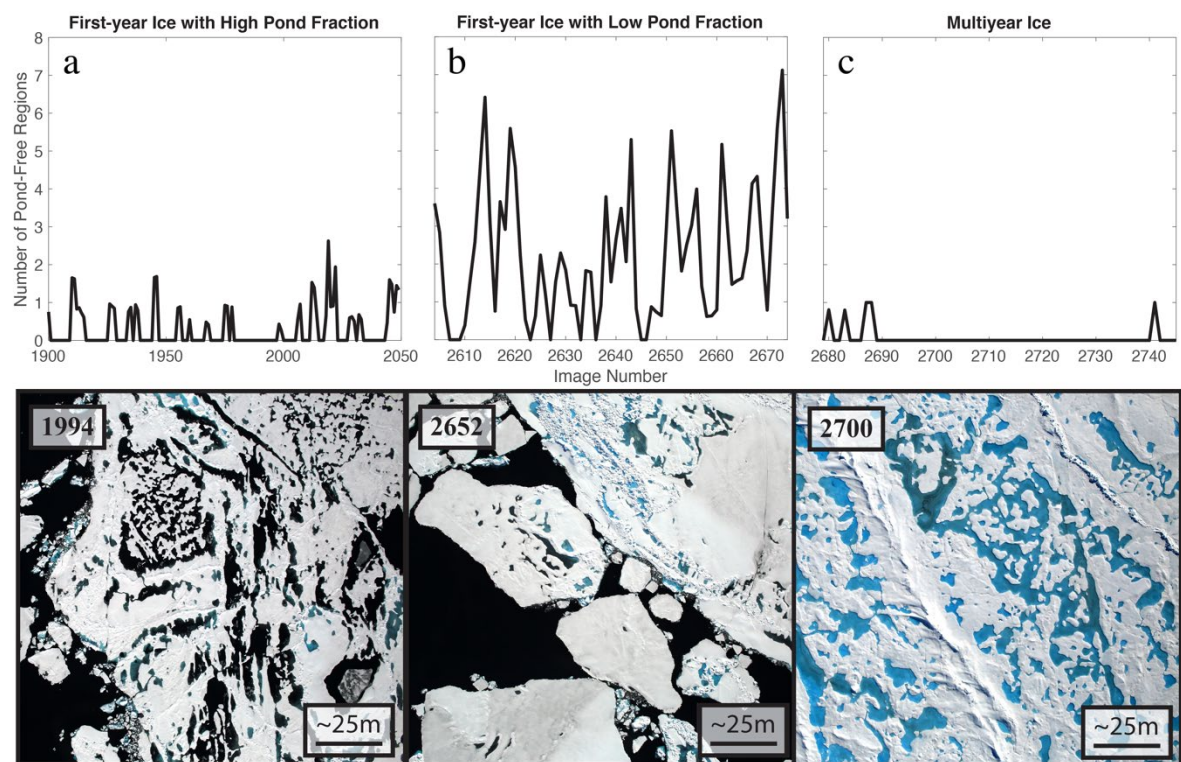 First-year Ice with High Pond Fraction
First-year Ice with Low Pond Fraction
Multiyear Ice
Number of Pond-Free Regions
8
7
6
5
4
3
2
1
0
a
b
c
1900 1950 2000 2050
2610 2620 2630 2640 2650 2660 2670
2680 2690 2700 2710 2720 2730 2740
Image Number
1994
2652
2700
~25m
~25m
~25m